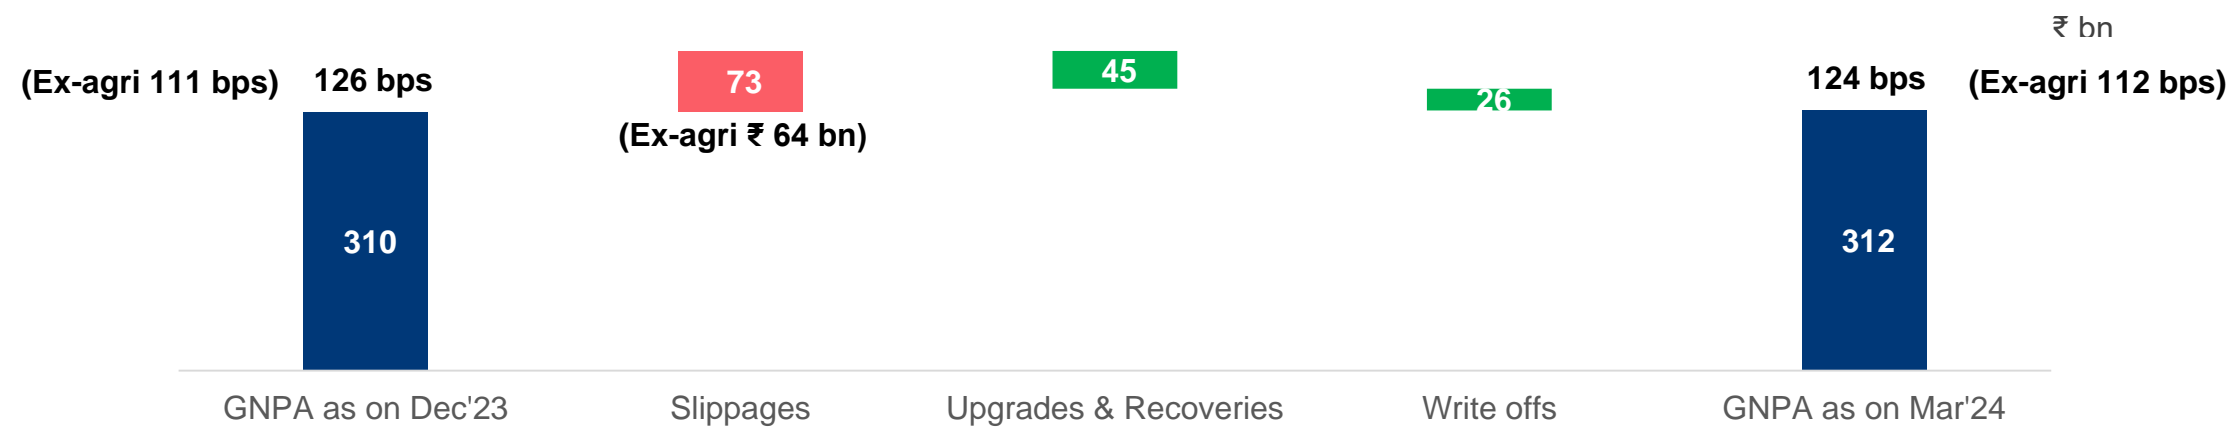 ₹ bn
(Ex-agri 111 bps)
126 bps
73
45
26
124 bps
(Ex-agri 112 bps)
(Ex-agri ₹ 64 bn)
310
312
GNPA as on Dec'23
Slippages
Upgrades & Recoveries
Write offs
GNPA as on Mar'24